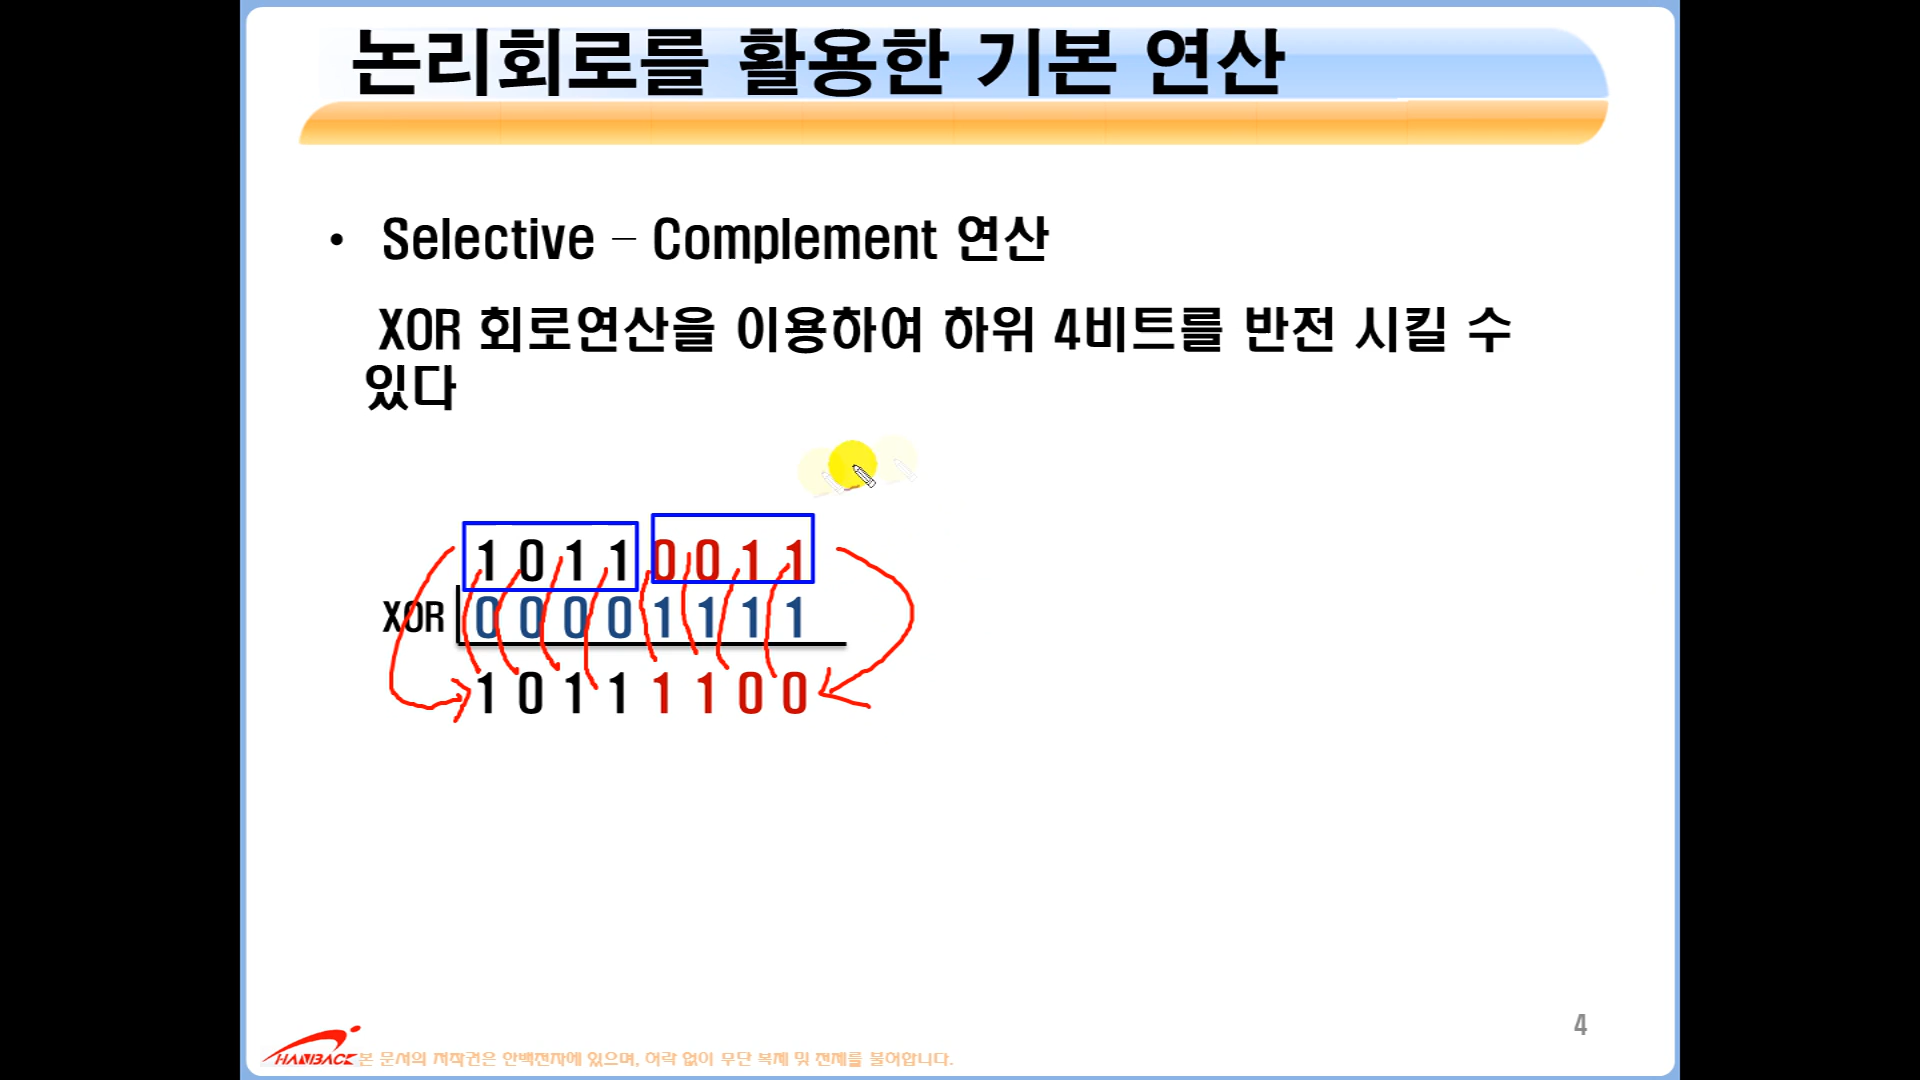 논리회로를 활용한 기본 연산
• Selective – Complement 연산
XOR 회로연산을 이용하여 하위 4비트를 반전 시킬 수
있다
1 0 1 1 0 0 1 1
XOR 0 0 0 0 1 1 1 1
1 0 1 1 1 1 0 0
4
HANBACK 본 문서의 저작권은 한백전자에 있으며, 허락 없이 무단 복제 및 전제를 불허합니다.